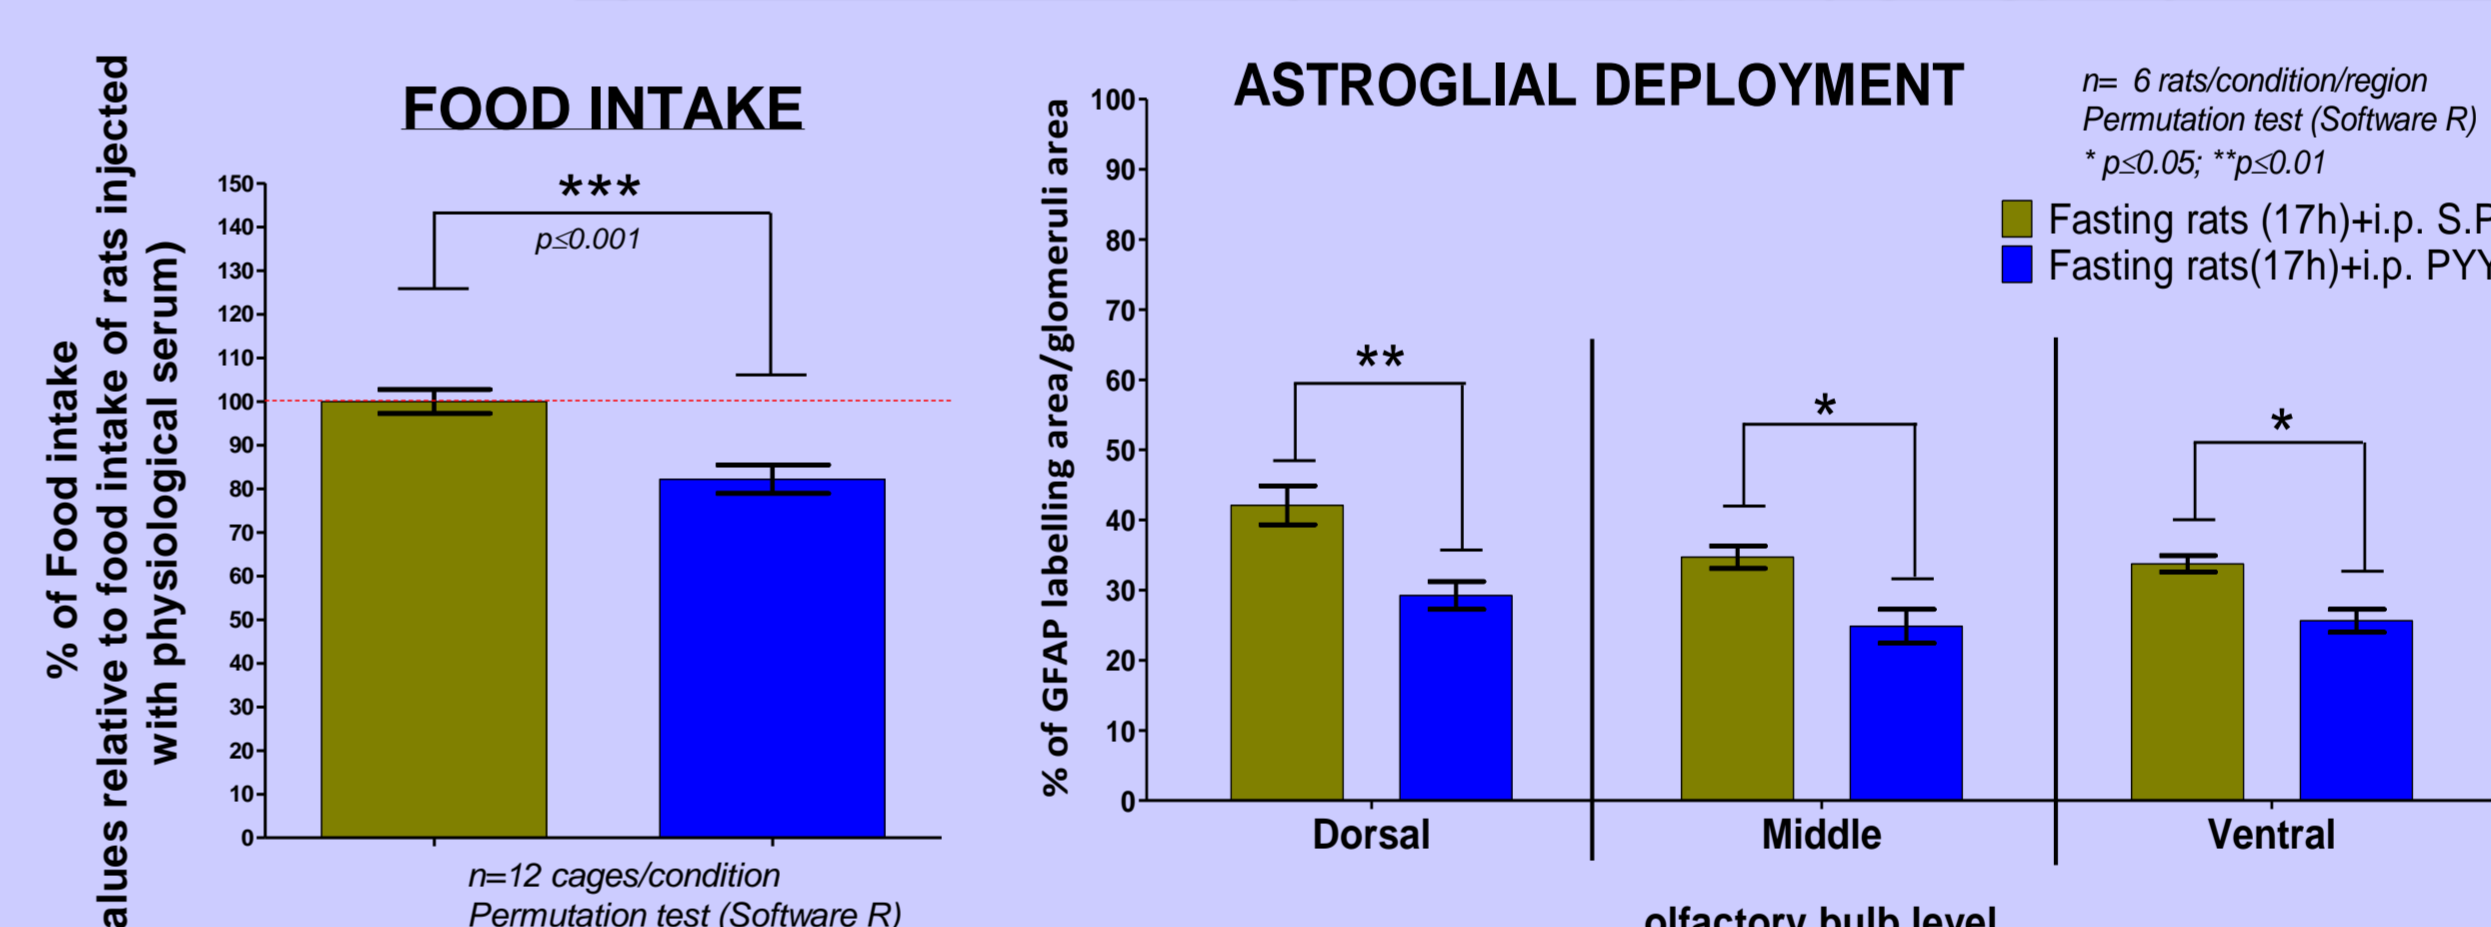 FOOD INTAKE
% of Food intake
alues relative to food intake of rats injected
with physiological serum)
150
140
130
120
110
100
90
80
70
60
50
40
30
20
10
0
***
p≤0.001
n=12 cages/condition
Permutation test (Software R)
ASTROGLIAL DEPLOYMENT
n= 6 rats/condition/region
Permutation test (Software R)
* p≤0.05; **p≤0.01
Fasting rats (17h)+i.p. S.P
Fasting rats(17h)+i.p. PYY
% of GFAP labelling area/glomeruli area
100
90
80
70
60
50
40
30
20
10
0
**
*
*
Dorsal
Middle
Ventral
olfactory bulb level